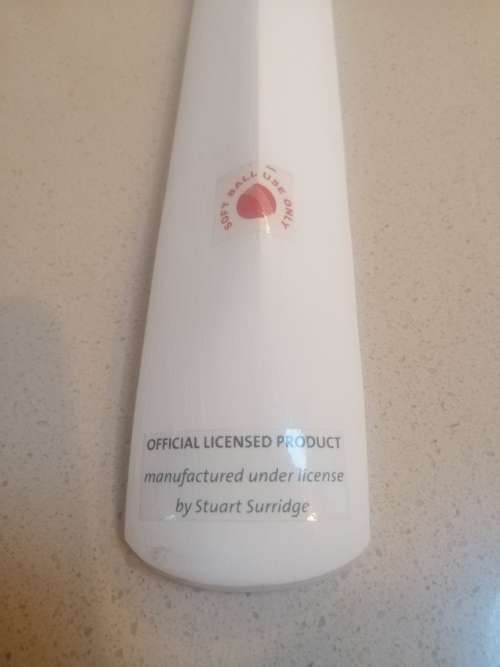 SOFT BALL USE ONLY
OFFICIAL LICENSED PRODUCT
manufactured under license
by Stuart Surridge